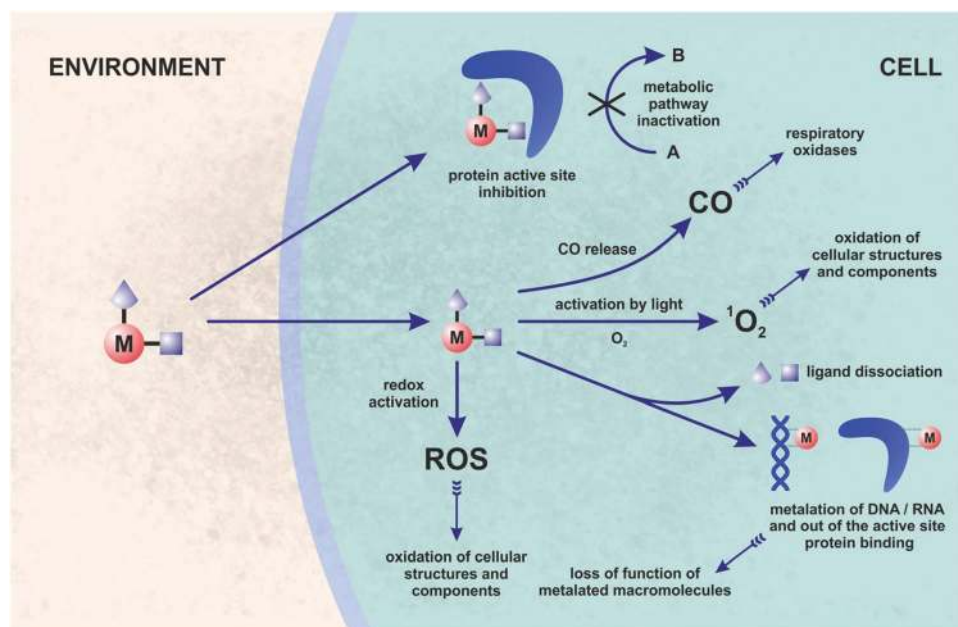 ENVIRONMENT
CELL
M
protein active site
inhibition
B
metabolic
pathway
inactivation
A
respiratory
oxidases
CO
CO release
oxidation of
cellular structures
and components
M
M
activation by light
O₂
¹O₂
ligand dissociation
redox
activation
ROS
M
M
metalation of DNA / RNA
and out of the active site
protein binding
oxidation of cellular
structures and
components
loss of function of
metalated macromolecules